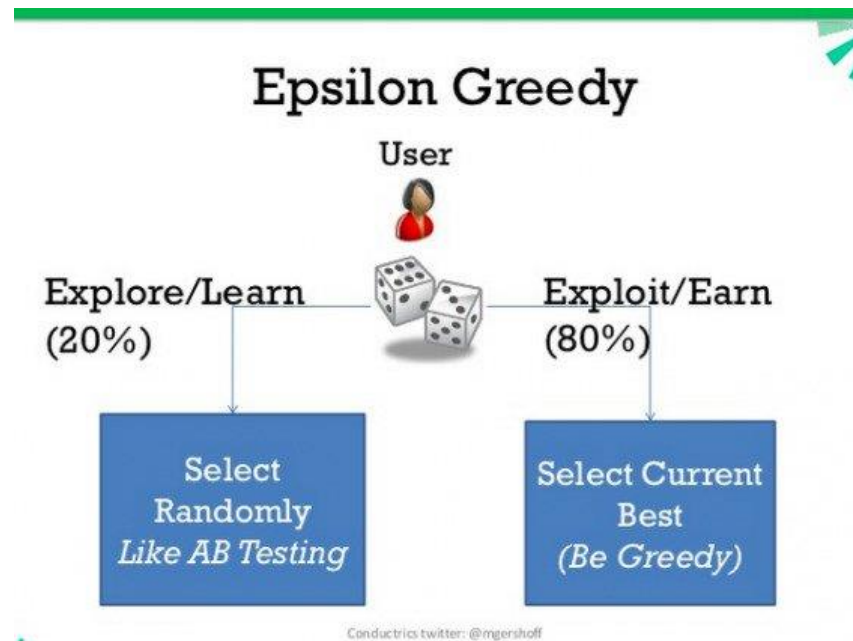 Epsilon Greedy
User
Explore/Learn
(20%)
Exploit/Earn
(80%)
Select
Randomly
Like AB Testing
Select Current
Best
(Be Greedy)
Conductrics twitter: @mgershoff